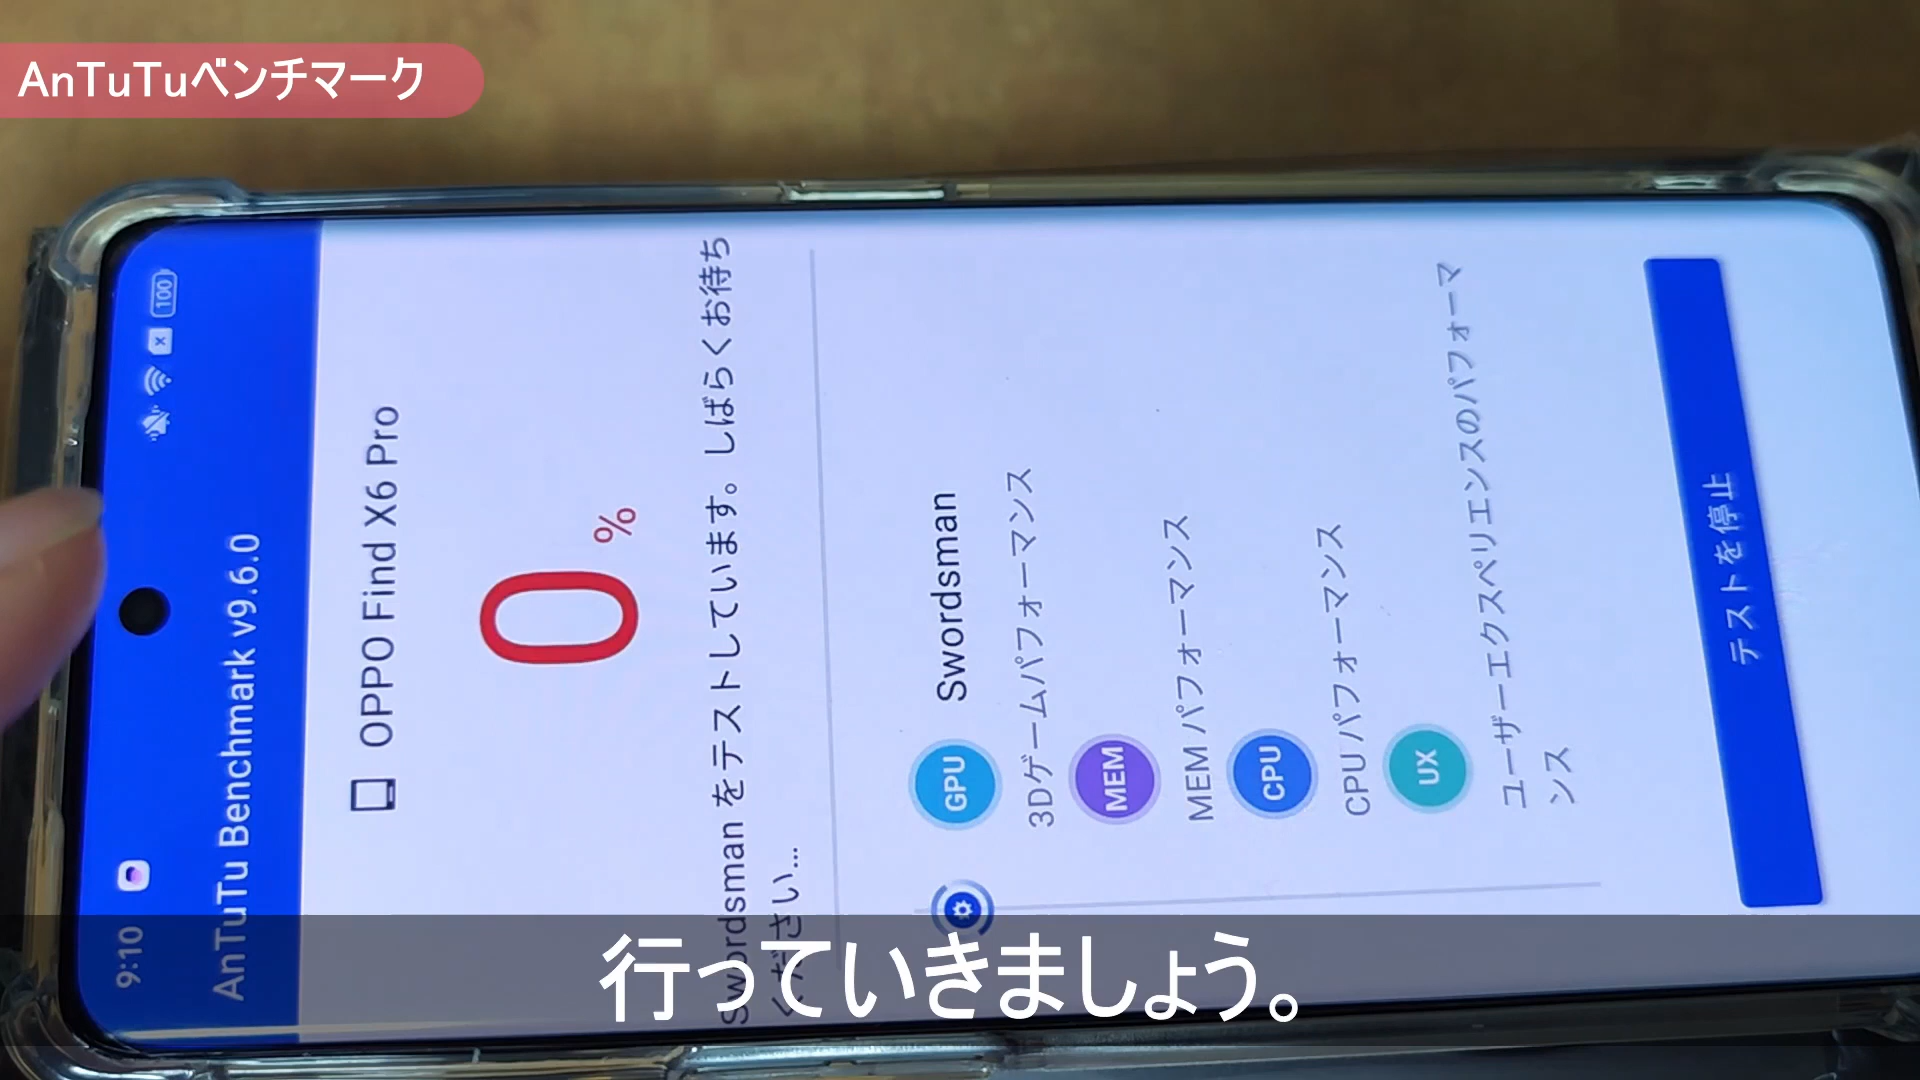 AnTuTuベンチマーク
9:10
100
AnTuTu Benchmark v9.6.0
OPPO Find X6 Pro
0%
Swordsman をテストしています。しばらくお待ち
ください...
GPU
Swordsman
3Dゲームパフォーマンス
MEM
MEM パフォーマンス
CPU
CPU パフォーマンス
UX
ユーザーエクスペリエンスのパフォーマ
ンス
テストを停止
行っていきましょう。